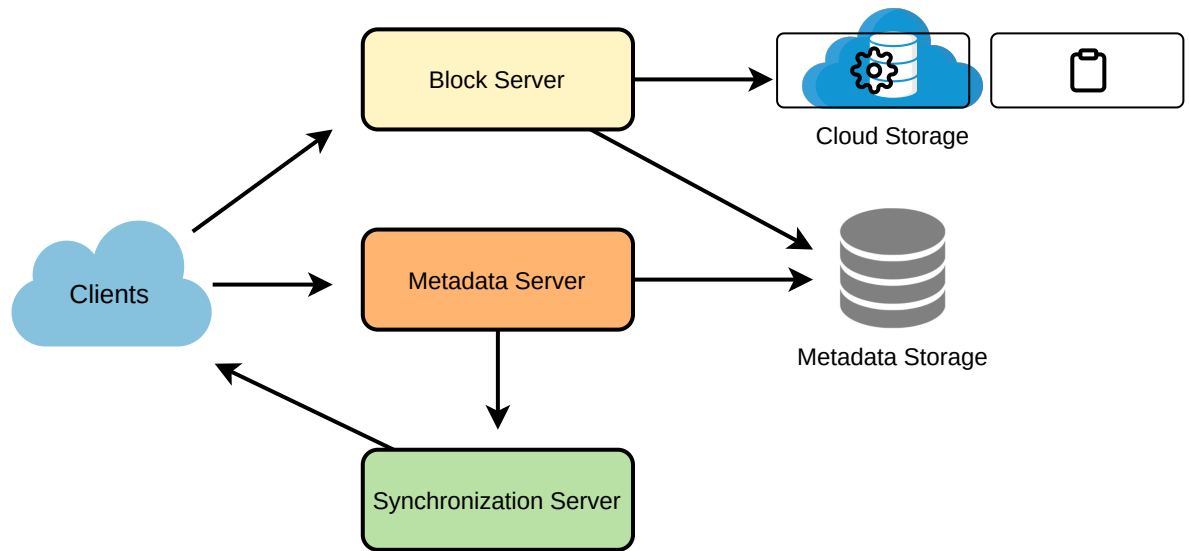 Block Server
Cloud Storage
Clients
Metadata Server
Metadata Storage
Synchronization Server